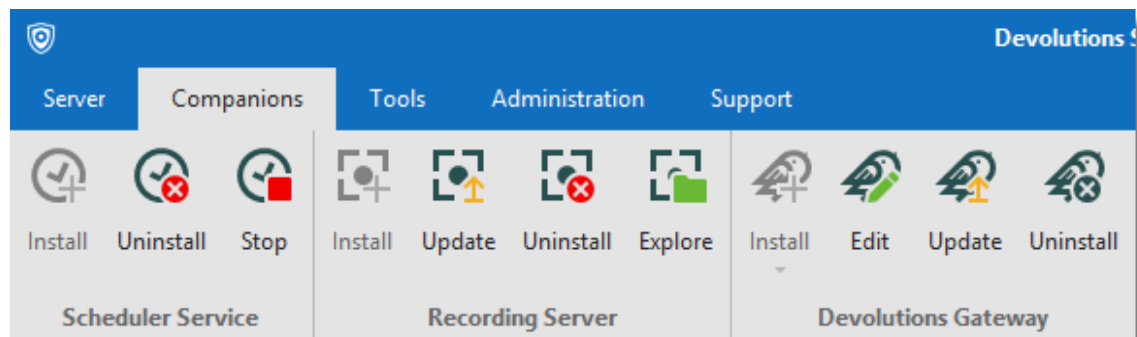 Devolutions
Server Companions Tools Administration Support
Install Uninstall Stop Install Update Uninstall Explore Install Edit Update Uninstall
Scheduler Service Recording Server Devolutions Gateway